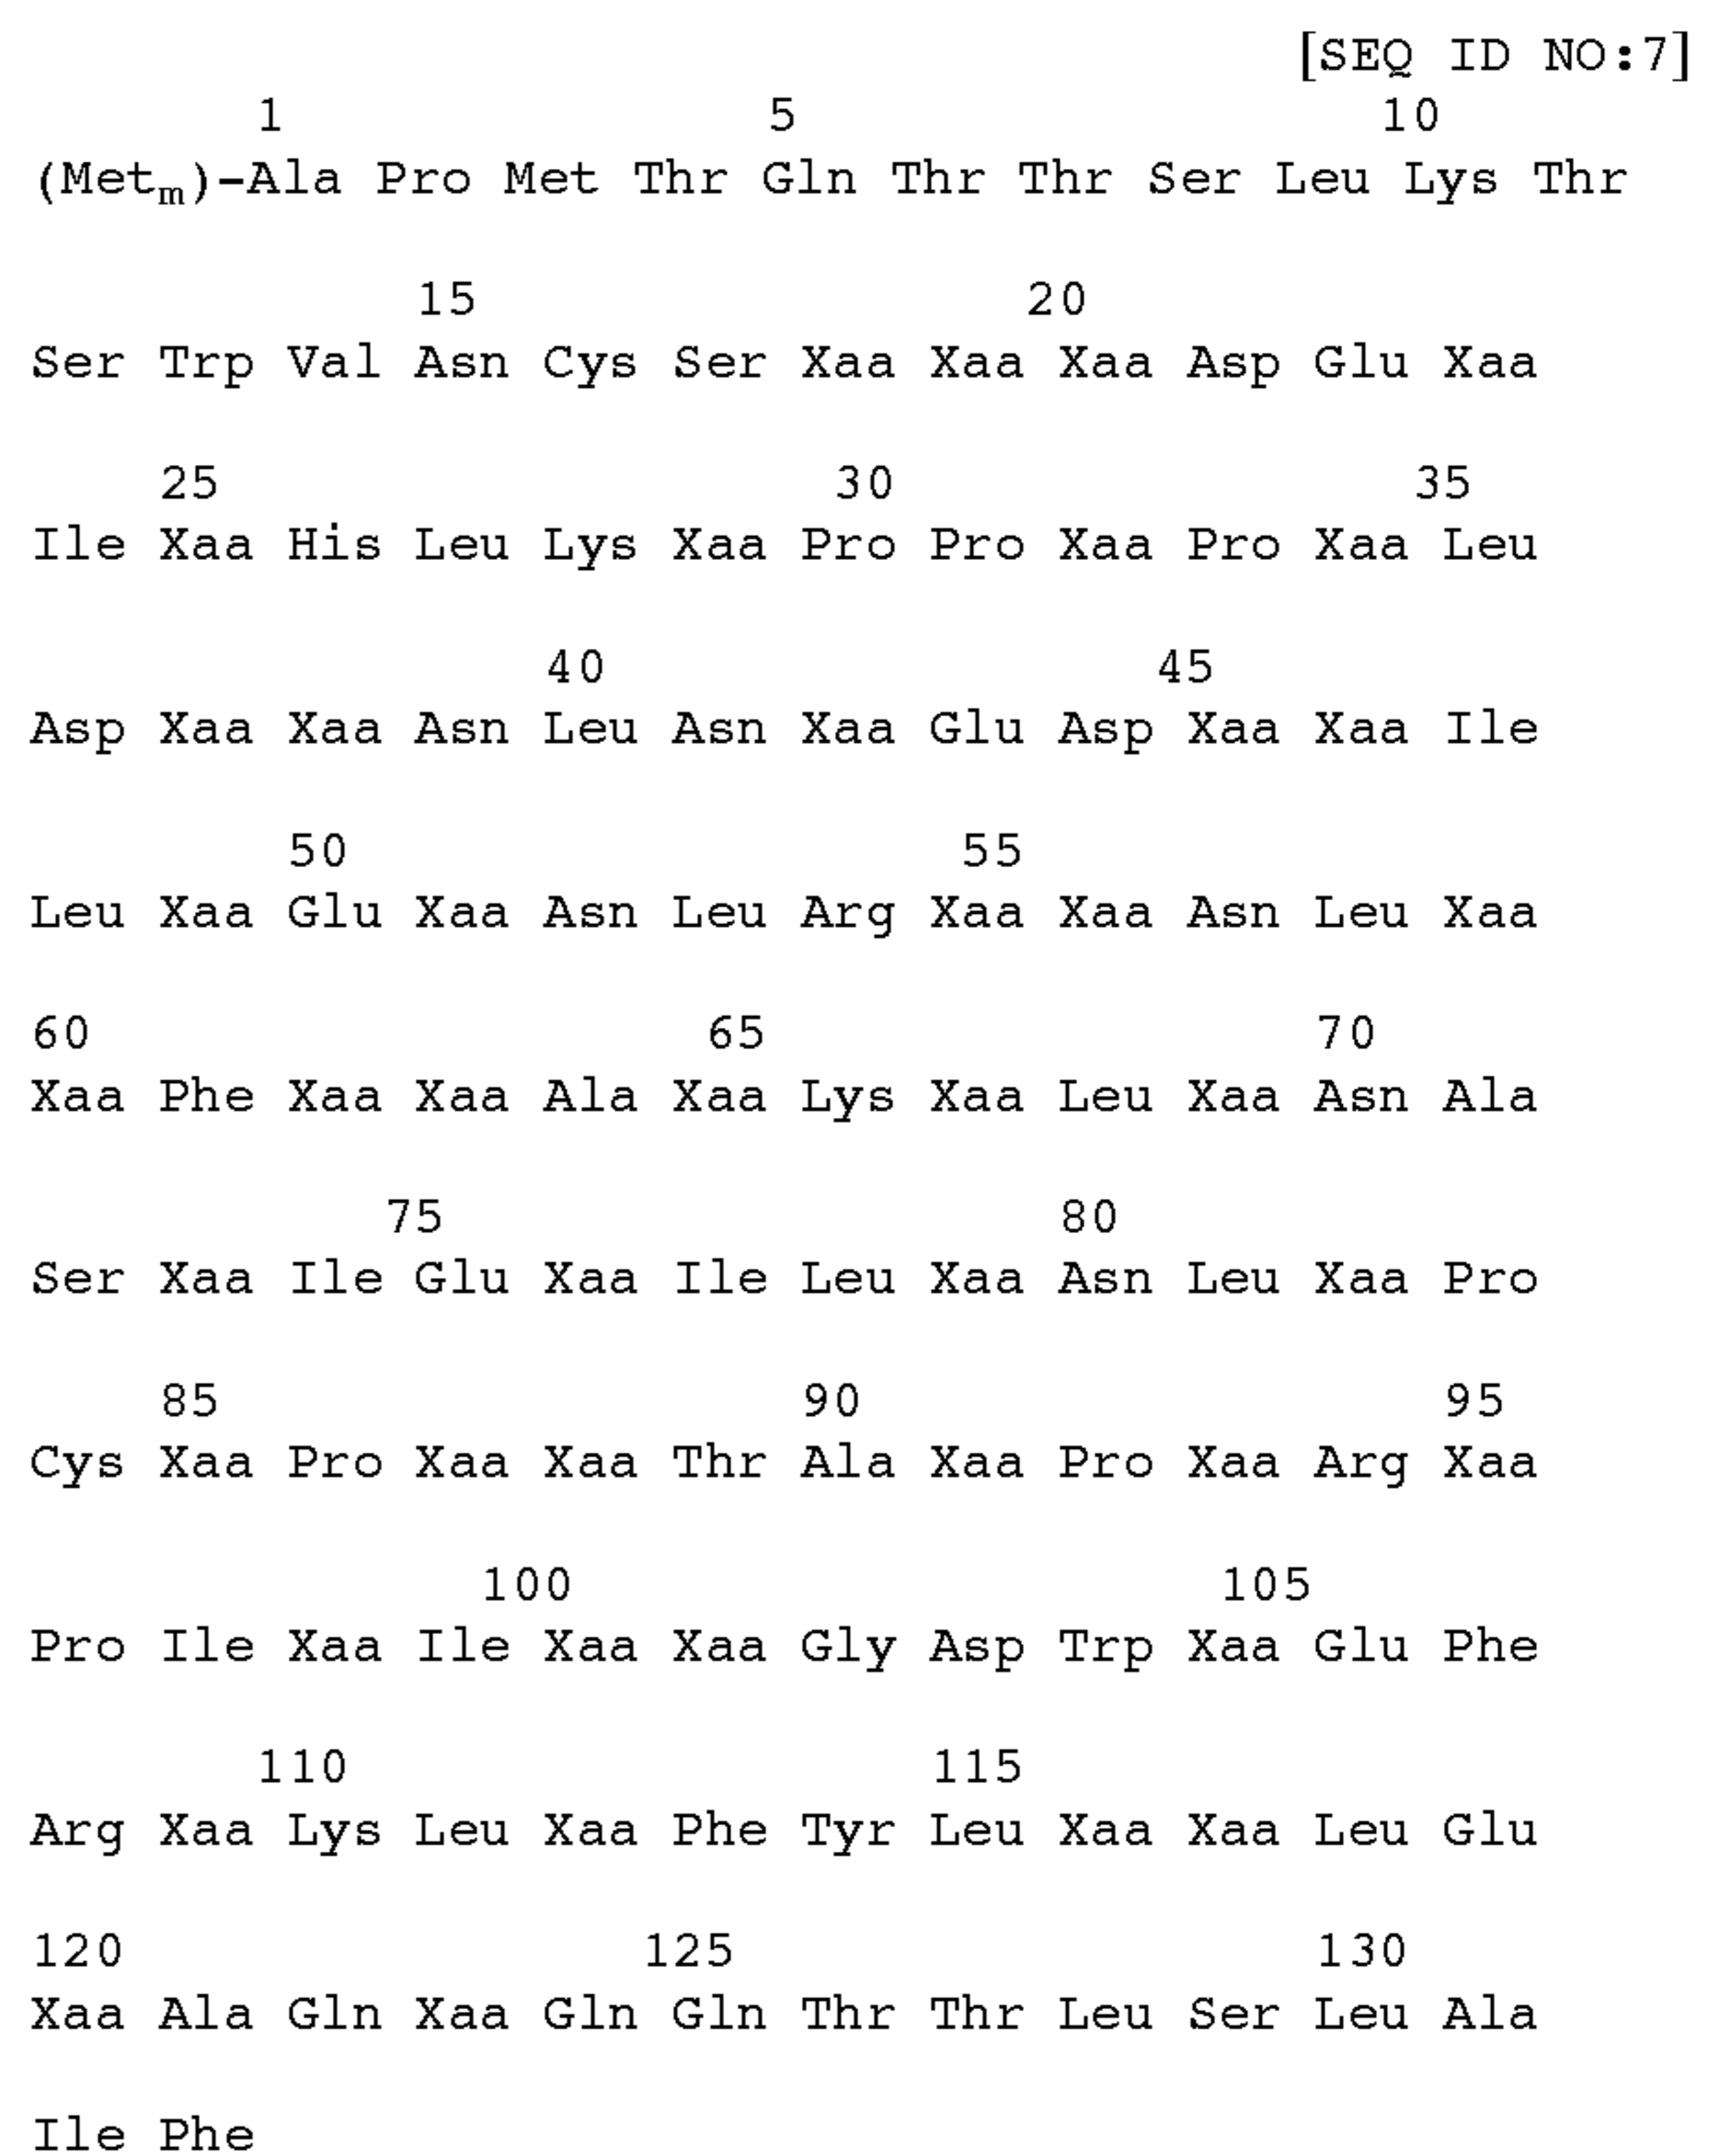 [SEQ ID NO:7]
1 5 10
(Metm)-Ala Pro Met Thr Gln Thr Thr Ser Leu Lys Thr
15 20
Ser Trp Val Asn Cys Ser Xaa Xaa Xaa Asp Glu Xaa
25 30 35
Ile Xaa His Leu Lys Xaa Pro Pro Xaa Pro Xaa Leu
40 45
Asp Xaa Xaa Asn Leu Asn Xaa Glu Asp Xaa Xaa Ile
50 55
Leu Xaa Glu Xaa Asn Leu Arg Xaa Xaa Asn Leu Xaa
60 65 70
Xaa Phe Xaa Xaa Ala Xaa Lys Xaa Leu Xaa Asn Ala
75 80
Ser Xaa Ile Glu Xaa Ile Leu Xaa Asn Leu Xaa Pro
85 90 95
Cys Xaa Pro Xaa Xaa Thr Ala Xaa Pro Xaa Arg Xaa
100 105
Pro Ile Xaa Ile Xaa Xaa Gly Asp Trp Xaa Glu Phe
110 115
Arg Xaa Lys Leu Xaa Phe Tyr Leu Xaa Xaa Leu Glu
120 125 130
Xaa Ala Gln Xaa Gln Gln Thr Thr Leu Ser Leu Ala
Ile Phe